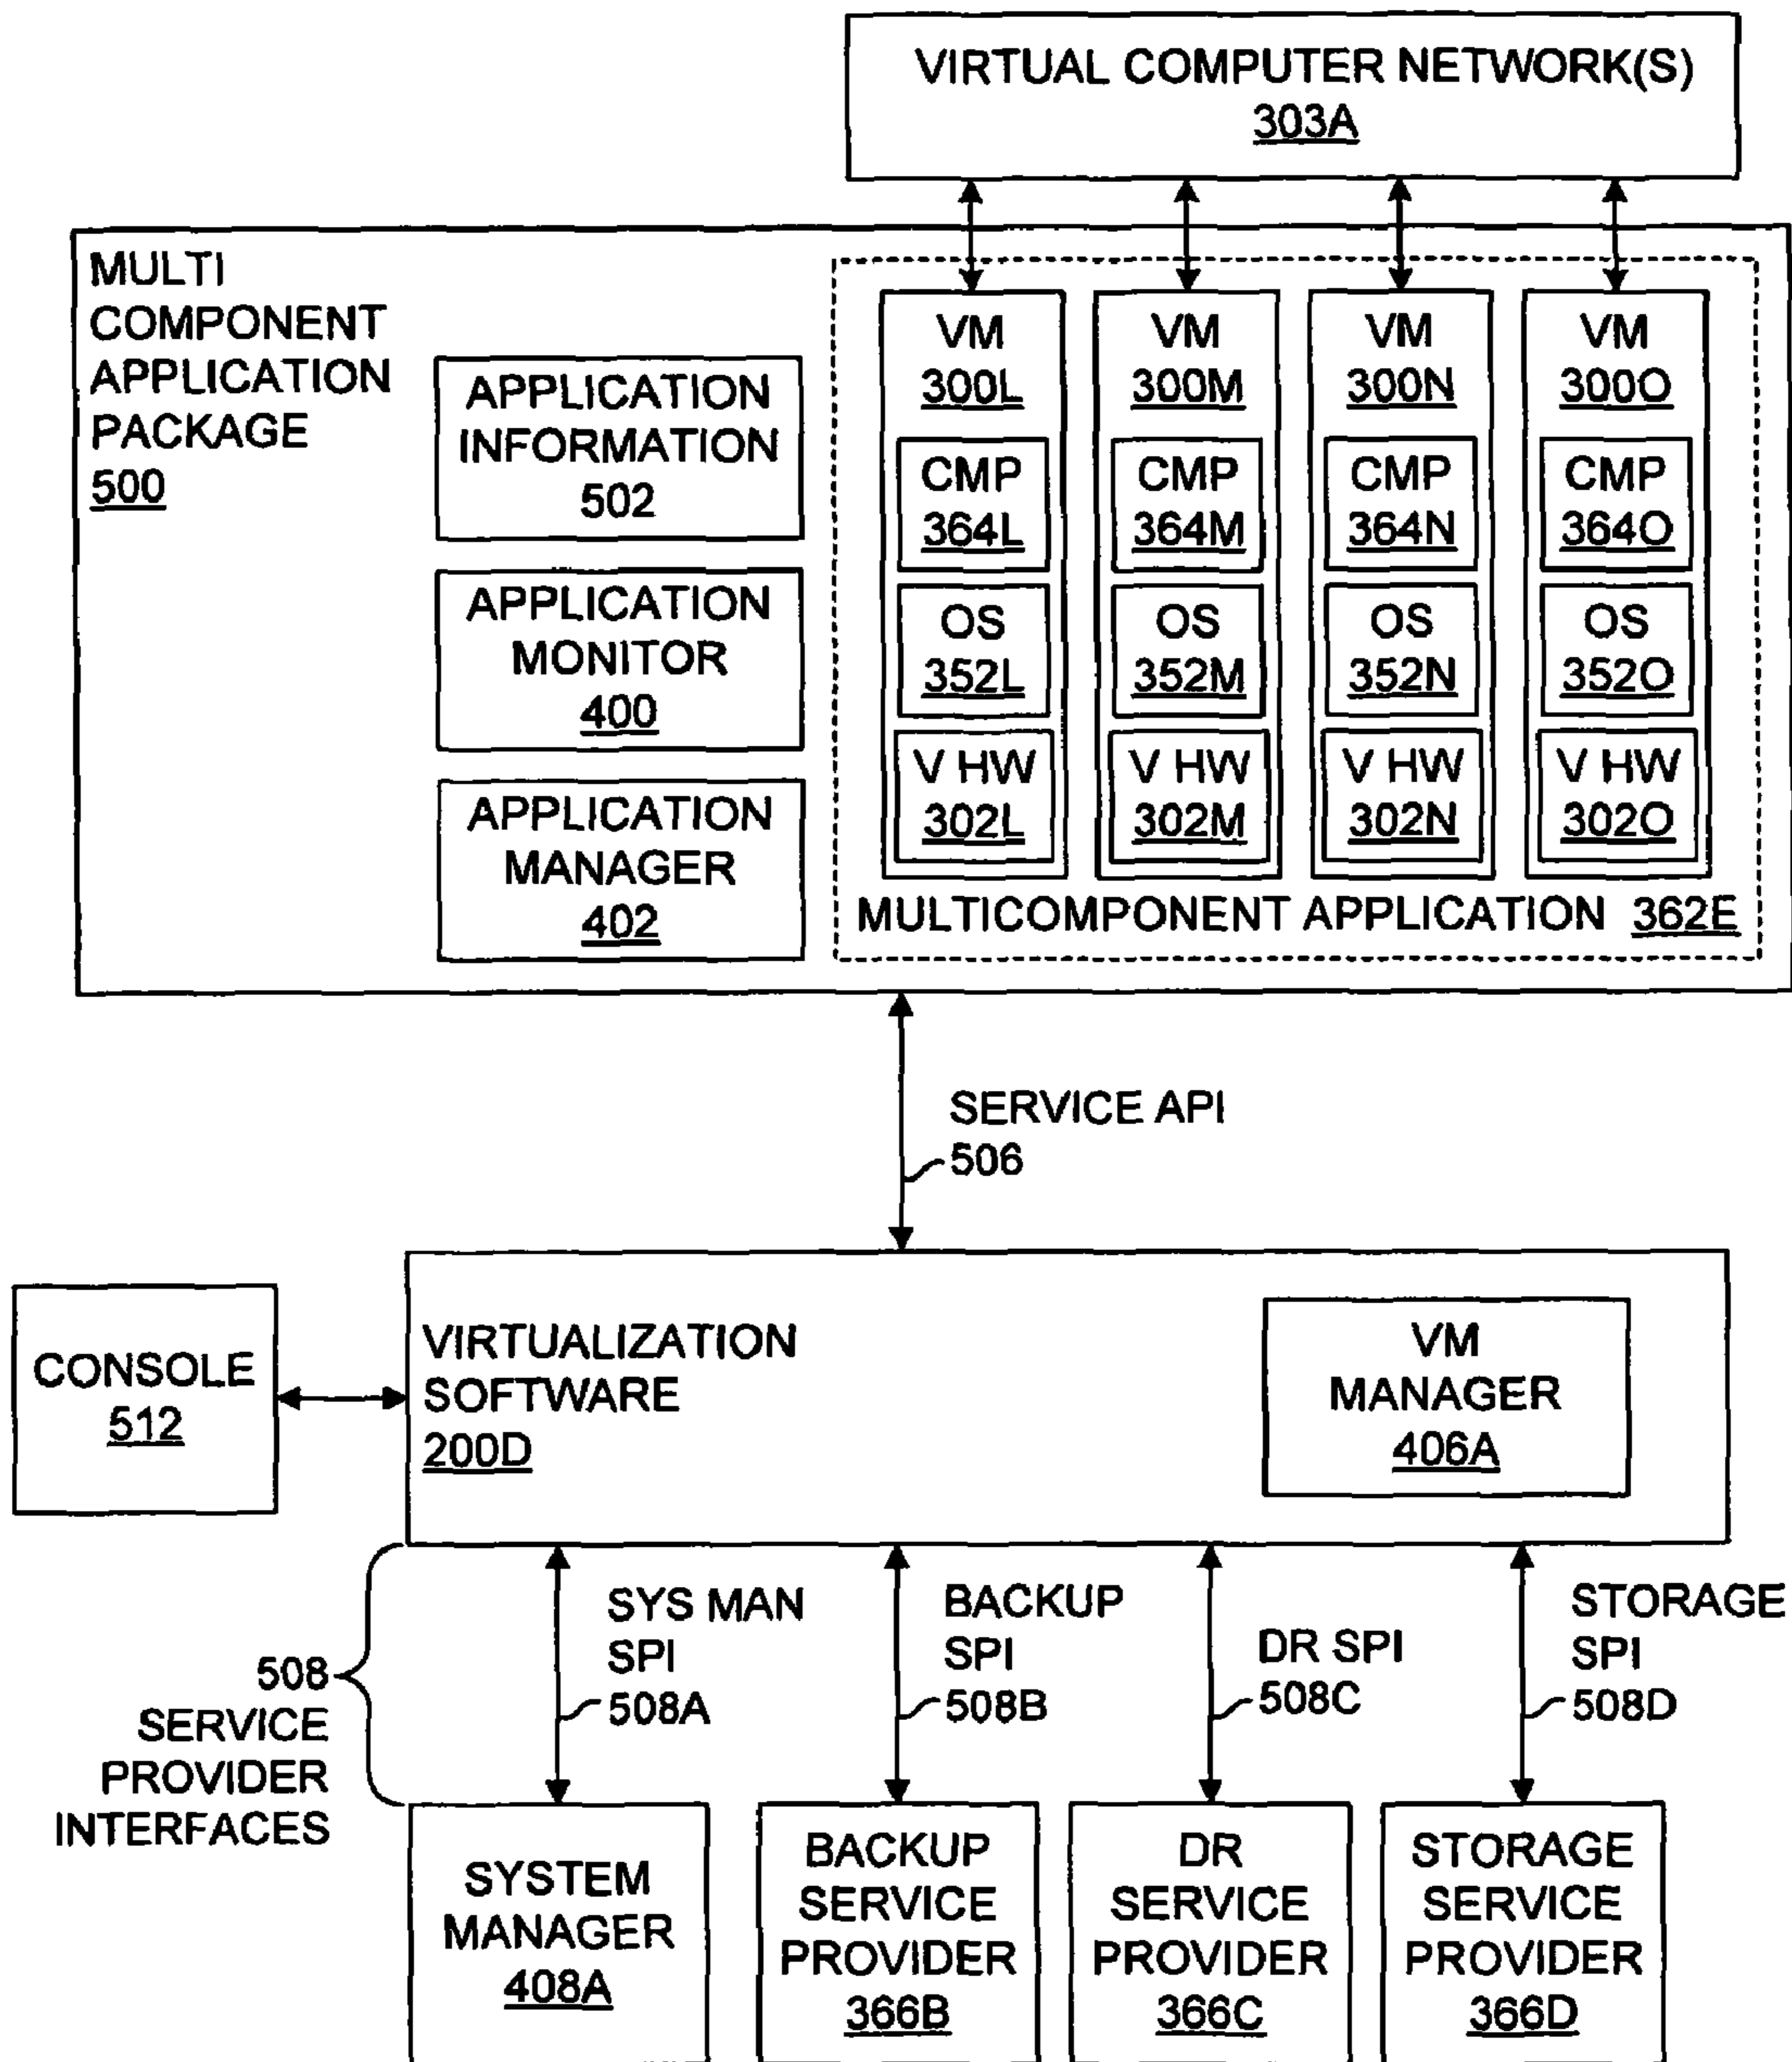 VIRTUAL COMPUTER NETWORK(S)
303A
MULTI
COMPONENT
APPLICATION
PACKAGE
500
APPLICATION
INFORMATION
502
APPLICATION
MONITOR
400
APPLICATION
MANAGER
402
VM
300L
CMP
364L
OS
352L
V HW
302L
VM
300M
CMP
364M
OS
352M
V HW
302M
VM
300N
CMP
364N
OS
352N
V HW
302N
VM
300O
CMP
364O
OS
352O
V HW
302O
MULTICOMPONENT APPLICATION 362E
SERVICE API
506
CONSOLE
512
VIRTUALIZATION
SOFTWARE
200D
VM
MANAGER
406A
508
SERVICE
PROVIDER
INTERFACES
SYS MAN
SPI
508A
BACKUP
SPI
508B
DR SPI
508C
STORAGE
SPI
508D
SYSTEM
MANAGER
408A
BACKUP
SERVICE
PROVIDER
366B
DR
SERVICE
PROVIDER
366C
STORAGE
SERVICE
PROVIDER
366D